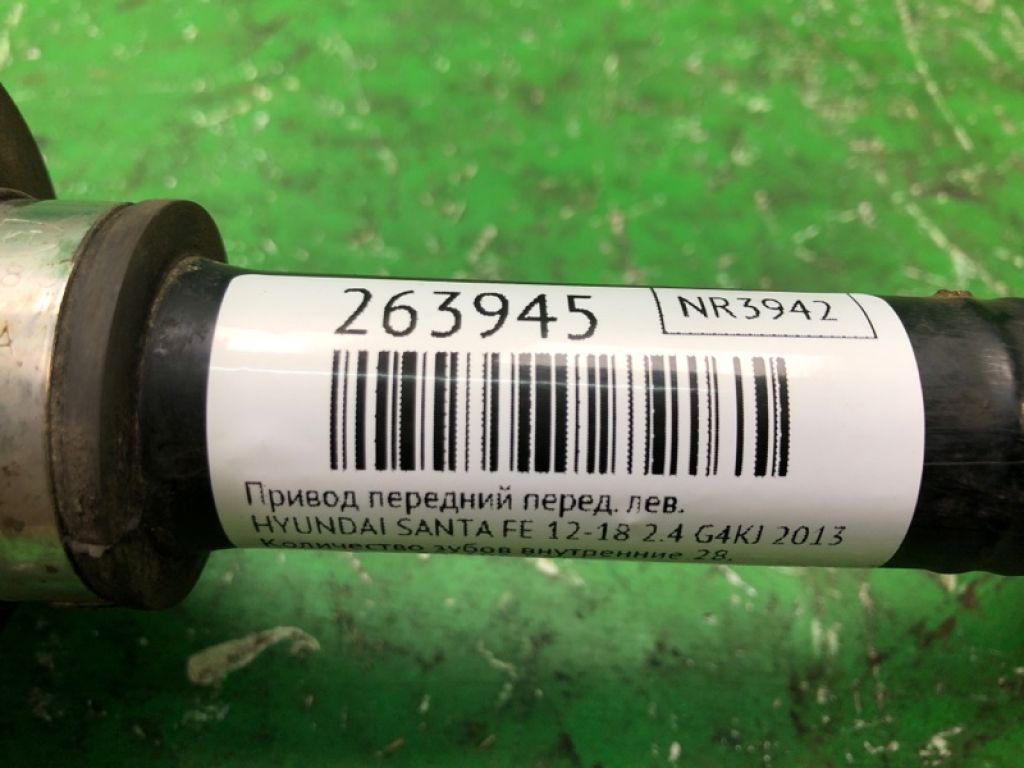 263945
NR3942
Привод передний перед. лев.
HYUNDAI SANTA FE 12-18 2.4 G4KJ 2013
Количество зубов внутренние 28.